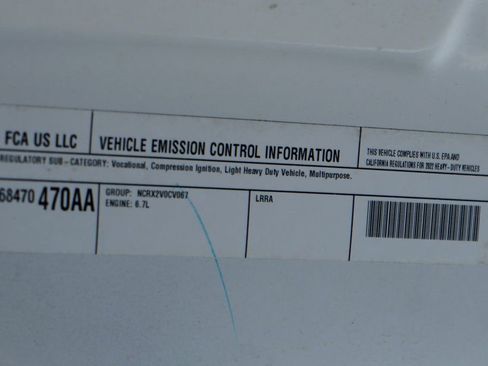 FCA US LLC
VEHICLE EMISSION CONTROL INFORMATION
THIS VEHICLE COMPLIES WITH U.S. EPA AND
CALIFORNIA REGULATIONS FOR 2022 HEAVY-DUTY VEHICLES
REGULATORY SUB-CATEGORY: Vocational, Compression Ignition, Light Heavy Duty Vehicle, Multipurpose.
68470 470AA
GROUP: NCRX2V0CV067
ENGINE: 6.7L
LRRA